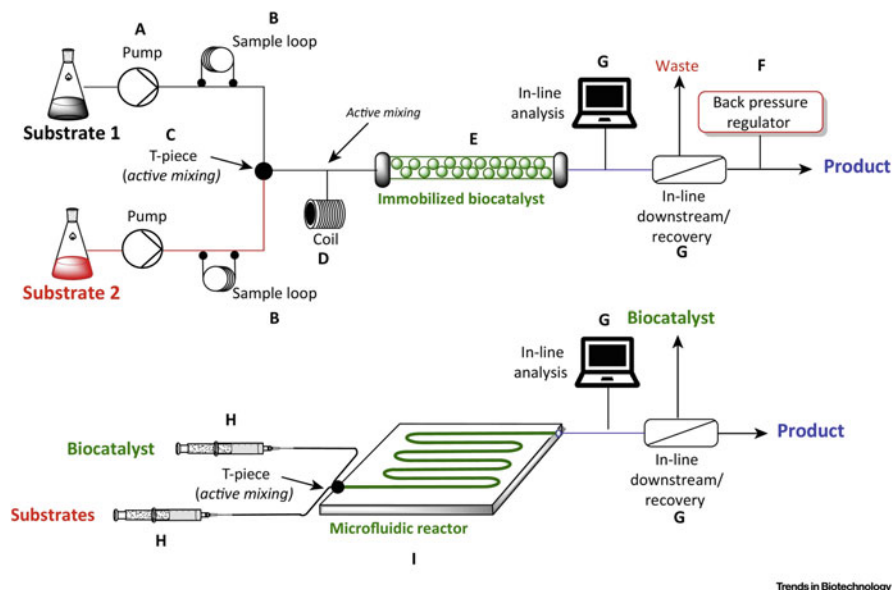 A
Pump
B
Sample loop
Substrate 1
C
T-piece
(active mixing)
Active mixing
Coil
D
E
Immobilized biocatalyst
G
In-line
analysis
Waste
F
Back pressure
regulator
Product
In-line
downstream/
recovery
G
Pump
Substrate 2
Sample loop
B
G
In-line
analysis
Biocatalyst
Product
In-line
downstream/
recovery
G
H
Biocatalyst
T-piece
(active mixing)
Substrates
H
Microfluidic reactor
I
Trends in Biotechnology